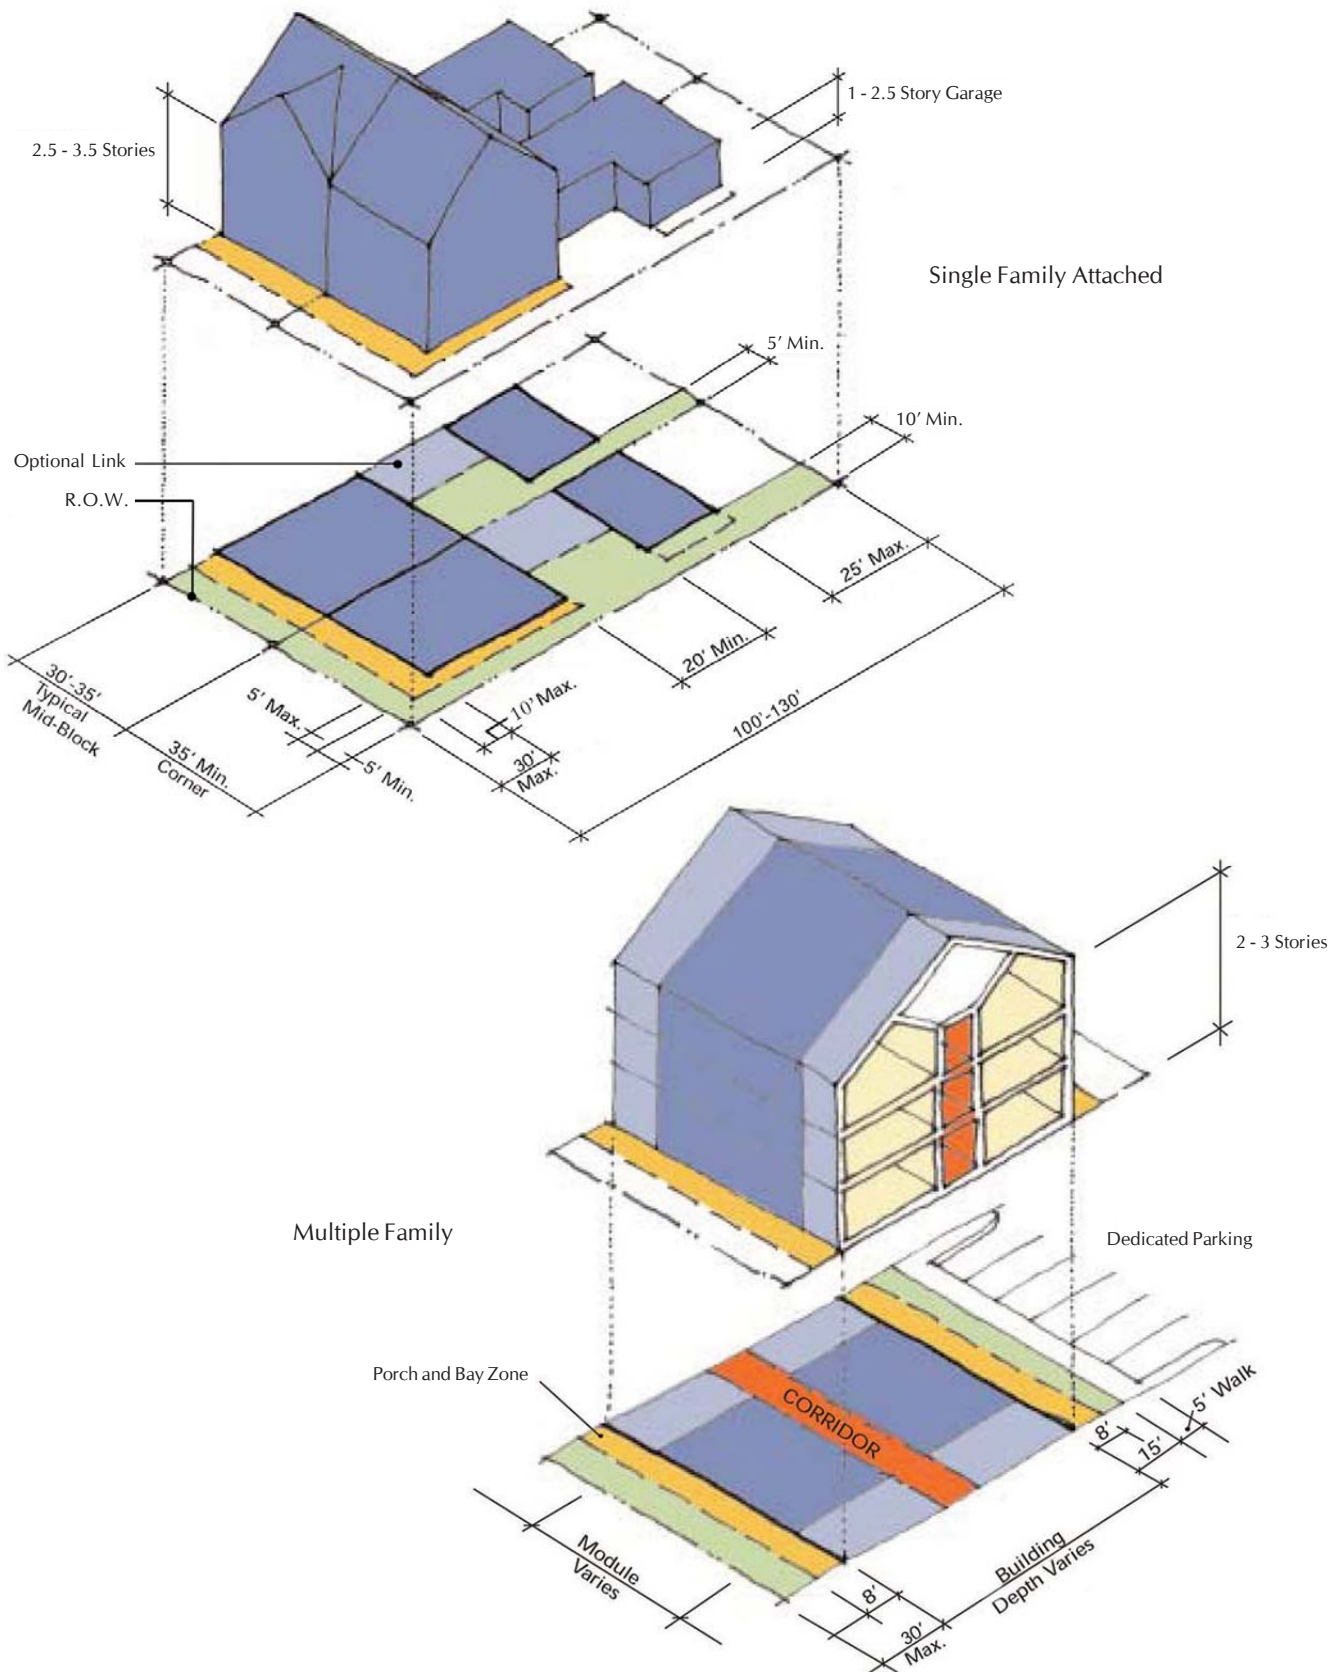 1 - 2.5 Story Garage
2.5 - 3.5 Stories
Single Family Attached
5' Min.
10' Min.
Optional Link
R.O.W.
25' Max.
20' Min.
100'-130'
30'-35'
Typical
Mid-Block
35' Min.
Corner
5' Max.
5' Min.
10' Max.
30'
Max.
2 - 3 Stories
Multiple Family
Dedicated Parking
Porch and Bay Zone
CORRIDOR
5' Walk
8'
15'
Module
Varies
Building
Depth Varies
8'
30'
Max.